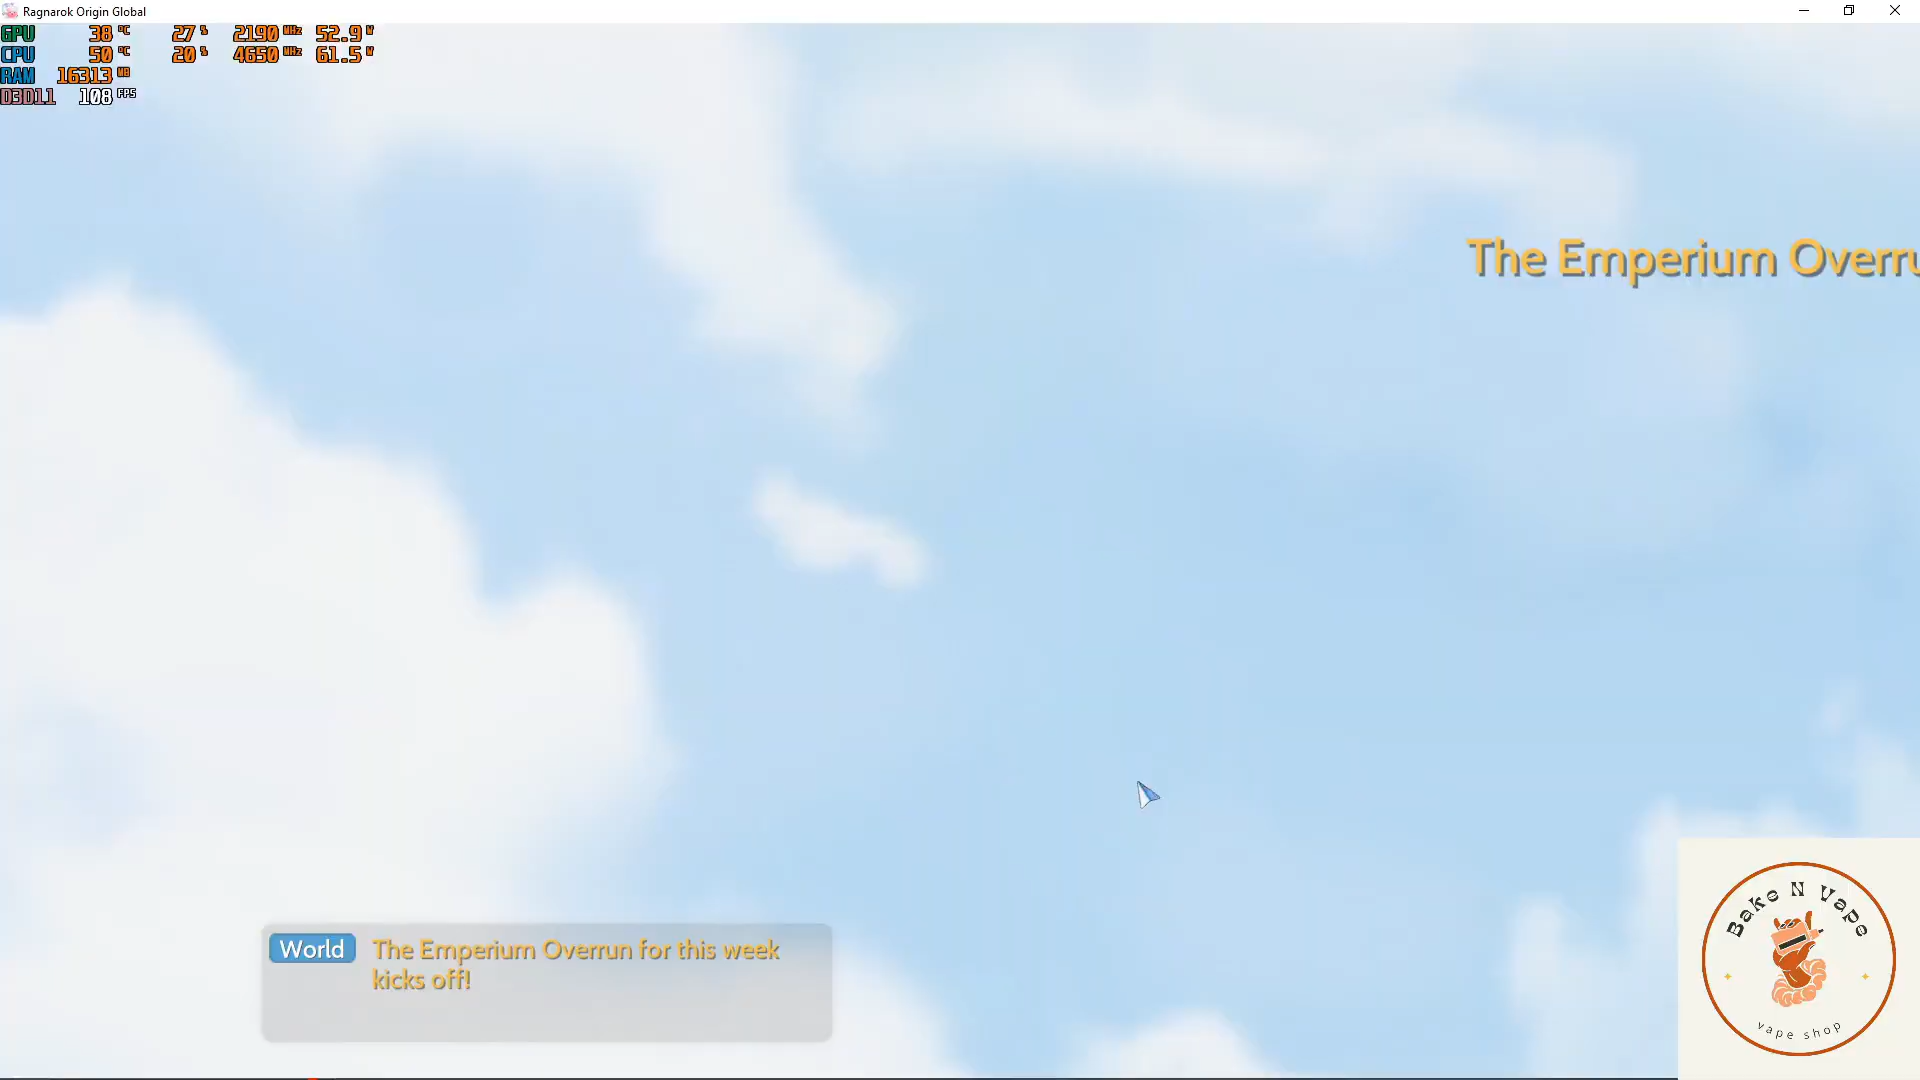 Ragnarok Origin Global
GPU 38 °C 27 % 2190 MHz 52.9 W
CPU 50 °C 20 % 4650 MHz 61.5 W
RAM 16313 MB
D3D11 108 FPS
The Emperium Overru
World The Emperium Overrun for this week
kicks off!
Bake N Vape
vape shop